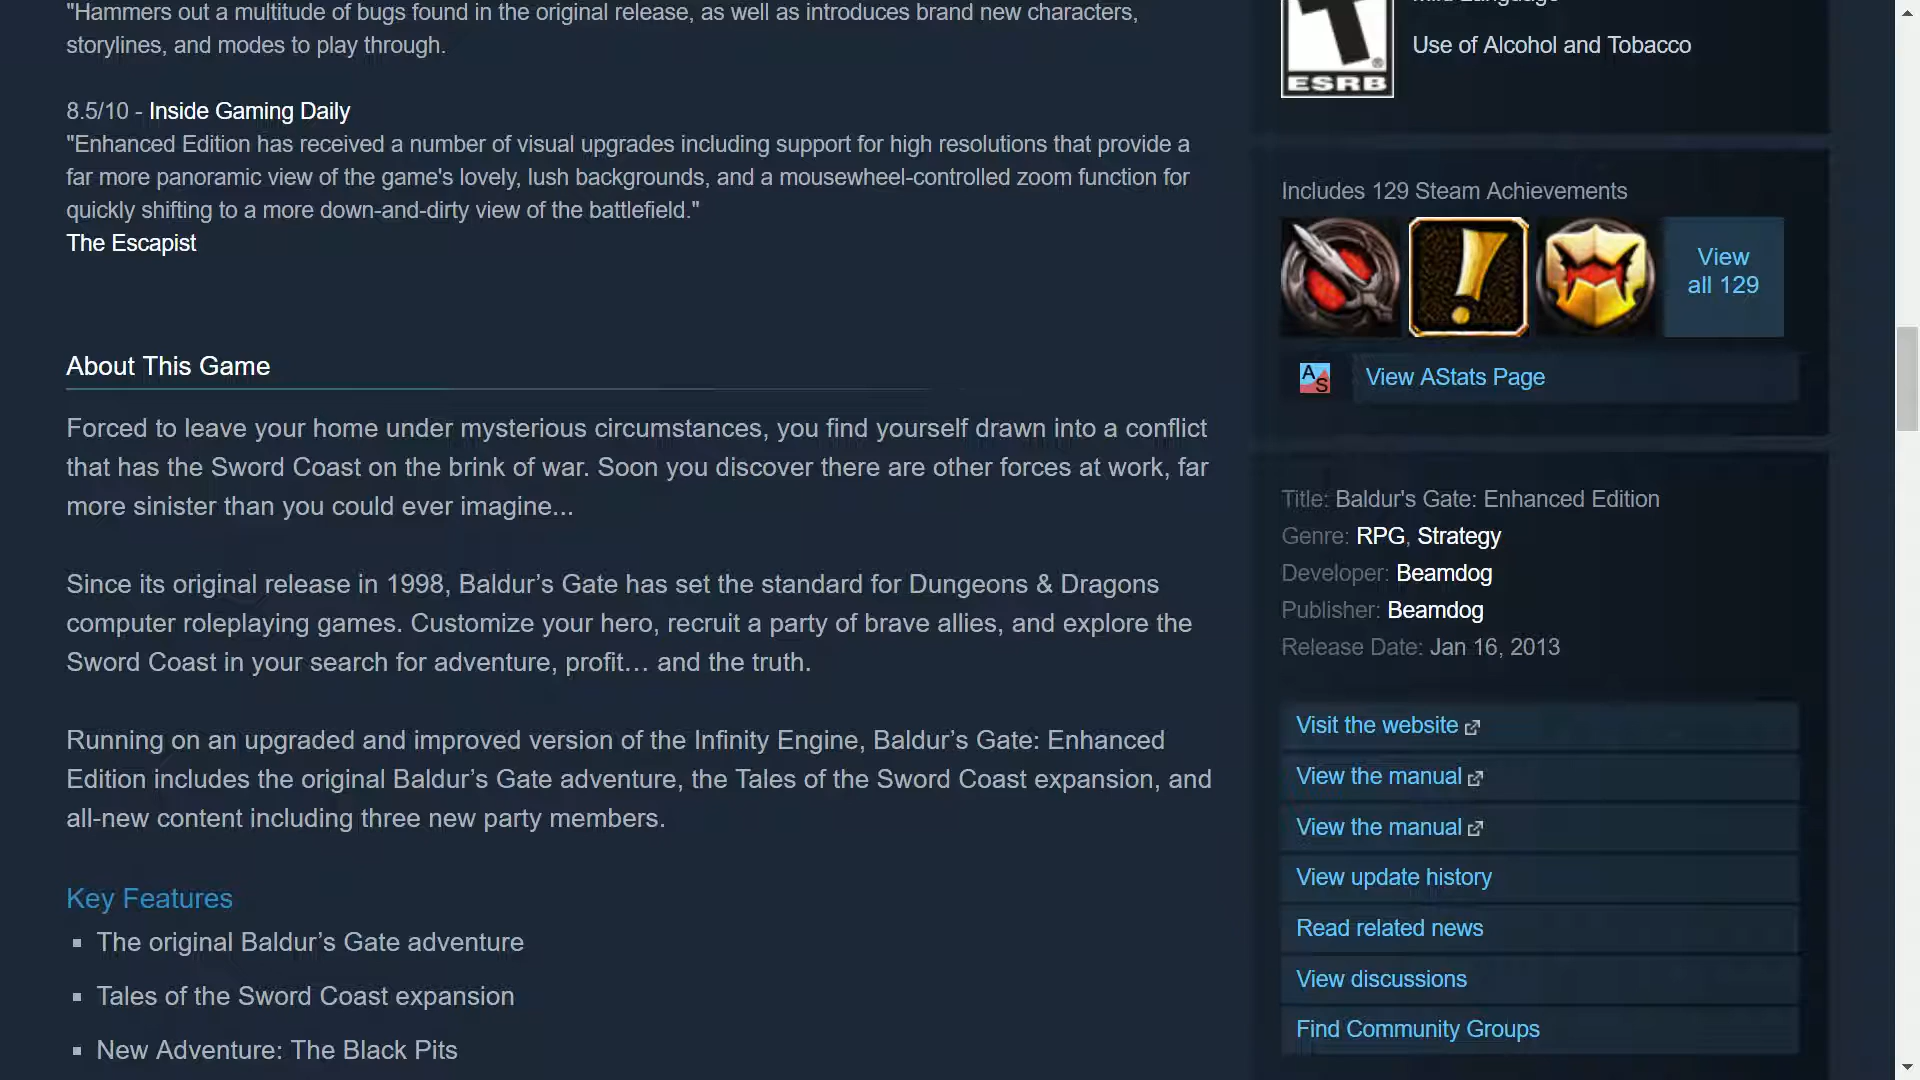 "Hammers out a multitude of bugs found in the original release, as well as introduces brand new characters,
storylines, and modes to play through.
8.5/10 - Inside Gaming Daily
"Enhanced Edition has received a number of visual upgrades including support for high resolutions that provide a
far more panoramic view of the game's lovely, lush backgrounds, and a mousewheel-controlled zoom function for
quickly shifting to a more down-and-dirty view of the battlefield."
The Escapist
About This Game
Forced to leave your home under mysterious circumstances, you find yourself drawn into a conflict
that has the Sword Coast on the brink of war. Soon you discover there are other forces at work, far
more sinister than you could ever imagine...
Since its original release in 1998, Baldur’s Gate has set the standard for Dungeons & Dragons
computer roleplaying games. Customize your hero, recruit a party of brave allies, and explore the
Sword Coast in your search for adventure, profit… and the truth.
Running on an upgraded and improved version of the Infinity Engine, Baldur’s Gate: Enhanced
Edition includes the original Baldur’s Gate adventure, the Tales of the Sword Coast expansion, and
all-new content including three new party members.
Key Features
▪ The original Baldur’s Gate adventure
▪ Tales of the Sword Coast expansion
▪ New Adventure: The Black Pits
T
ESRB
Mild Language
Use of Alcohol and Tobacco
Includes 129 Steam Achievements
View
all 129
AS
View AStats Page
Title: Baldur's Gate: Enhanced Edition
Genre: RPG, Strategy
Developer: Beamdog
Publisher: Beamdog
Release Date: Jan 16, 2013
Visit the website
View the manual
View the manual
View update history
Read related news
View discussions
Find Community Groups